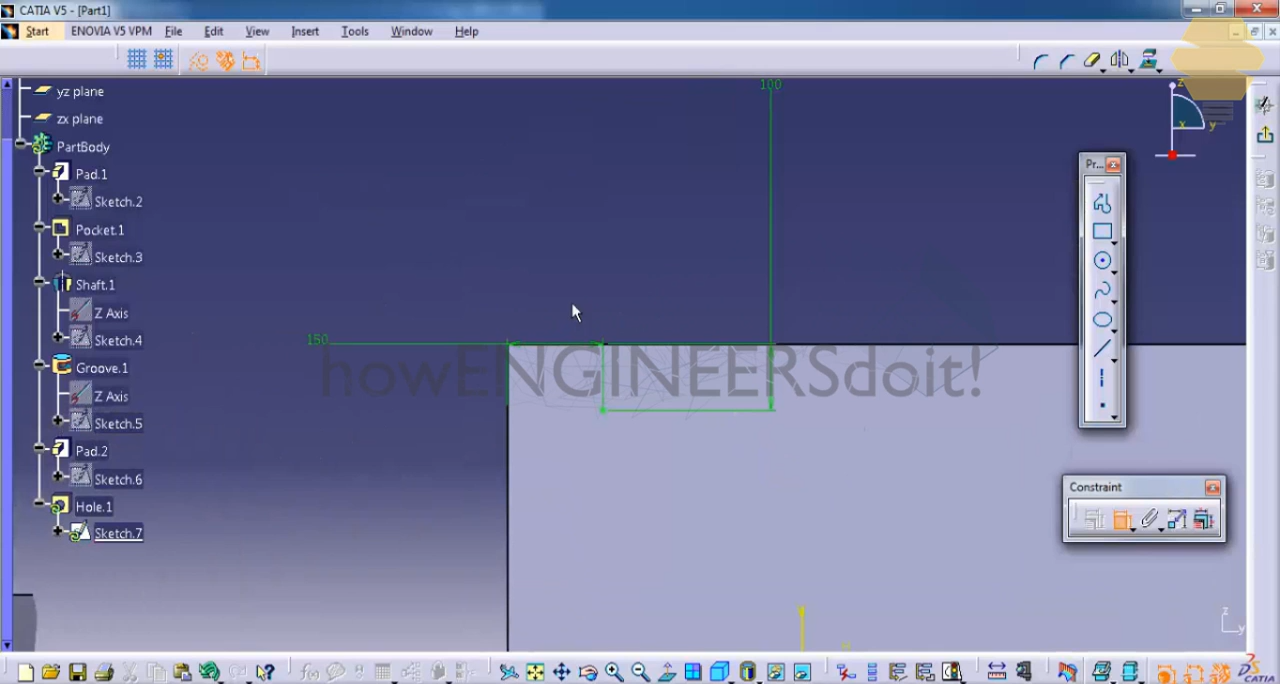 CATIA V5 - [Part1]
Start ENOVIA V5 VPM File Edit View Insert Tools Window Help
yz plane
zx plane
PartBody
Pad.1
Sketch.2
Pocket.1
Sketch.3
Shaft.1
Z Axis
Sketch.4
Groove.1
Z Axis
Sketch.5
Pad.2
Sketch.6
Hole.1
Sketch.7
100
150
howENGINEERSdoit!
z
x
y
Pr...
Constraint
z
y
CATIA